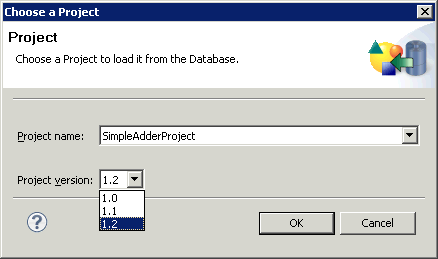 Choose a Project
Project
Choose a Project to load it from the Database.
Project name: SimpleAdderProject
Project version: 1.2
1.0
1.1
1.2
? OK Cancel